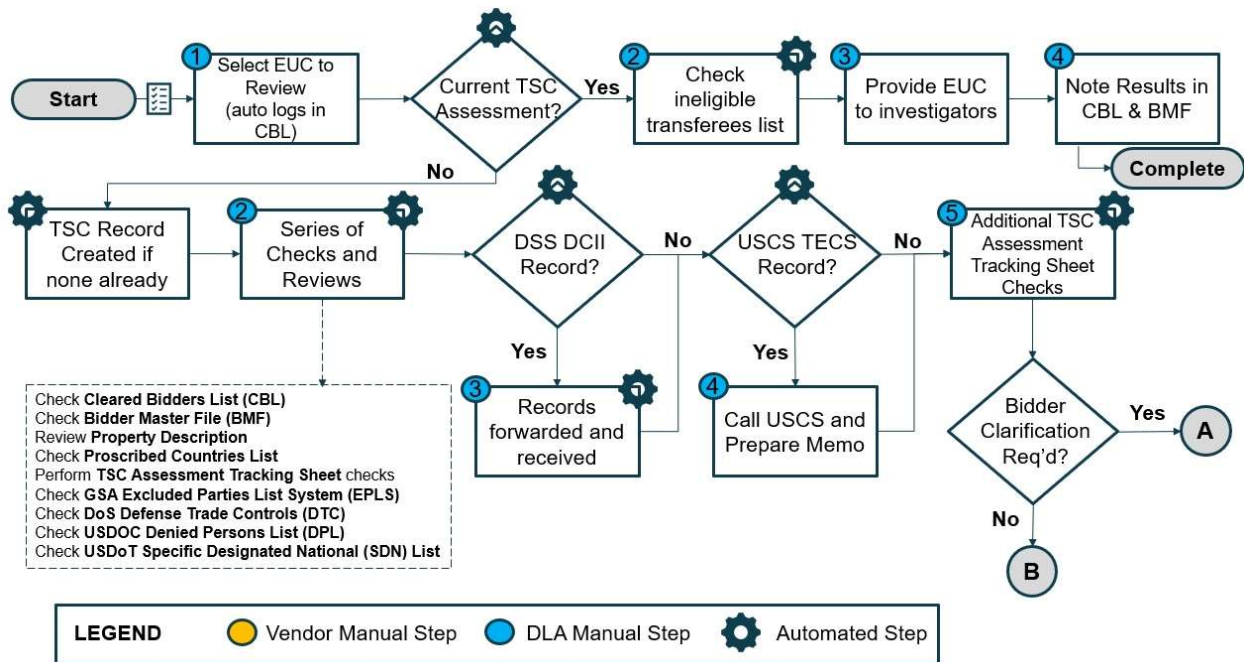 Start
1
Select EUC to
Review
(auto logs in
CBL)
Current TSC
Assessment?
Yes
2
Check
ineligible
transferees list
3
Provide EUC
to investigators
4
Note Results in
CBL & BMF
Complete
No
TSC Record
Created if
none already
2
Series of
Checks and
Reviews
DSS DCII
Record?
No
USCS TECS
Record?
No
5
Additional TSC
Assessment
Tracking Sheet
Checks
Yes
3
Records
forwarded and
received
Yes
4
Call USCS and
Prepare Memo
Bidder
Clarification
Req'd?
Yes
A
No
B
Check Cleared Bidders List (CBL)
Check Bidder Master File (BMF)
Review Property Description
Check Proscribed Countries List
Perform TSC Assessment Tracking Sheet checks
Check GSA Excluded Parties List System (EPLS)
Check DoS Defense Trade Controls (DTC)
Check USDOC Denied Persons List (DPL)
Check USDoT Specific Designated National (SDN) List
LEGEND
Vendor Manual Step
DLA Manual Step
Automated Step